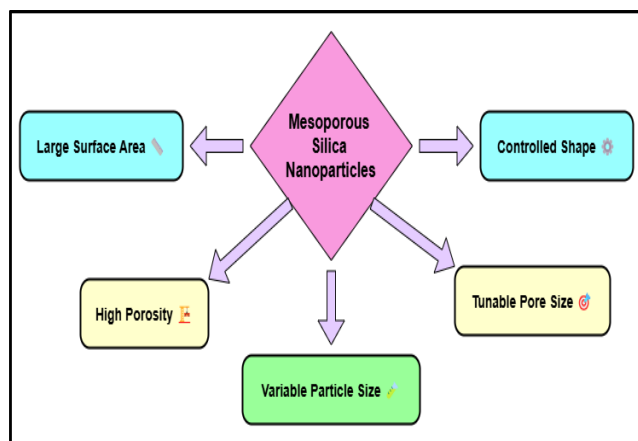 Mesoporous
Silica
Nanoparticles
Large Surface Area
Controlled Shape
High Porosity
Tunable Pore Size
Variable Particle Size